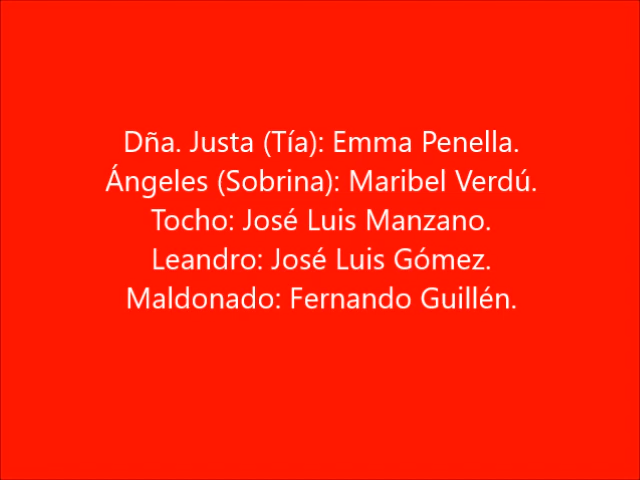 Dña. Justa (Tía): Emma Penella.
Ángeles (Sobrina): Maribel Verdú.
Tocho: José Luis Manzano.
Leandro: José Luis Gómez.
Maldonado: Fernando Guillén.